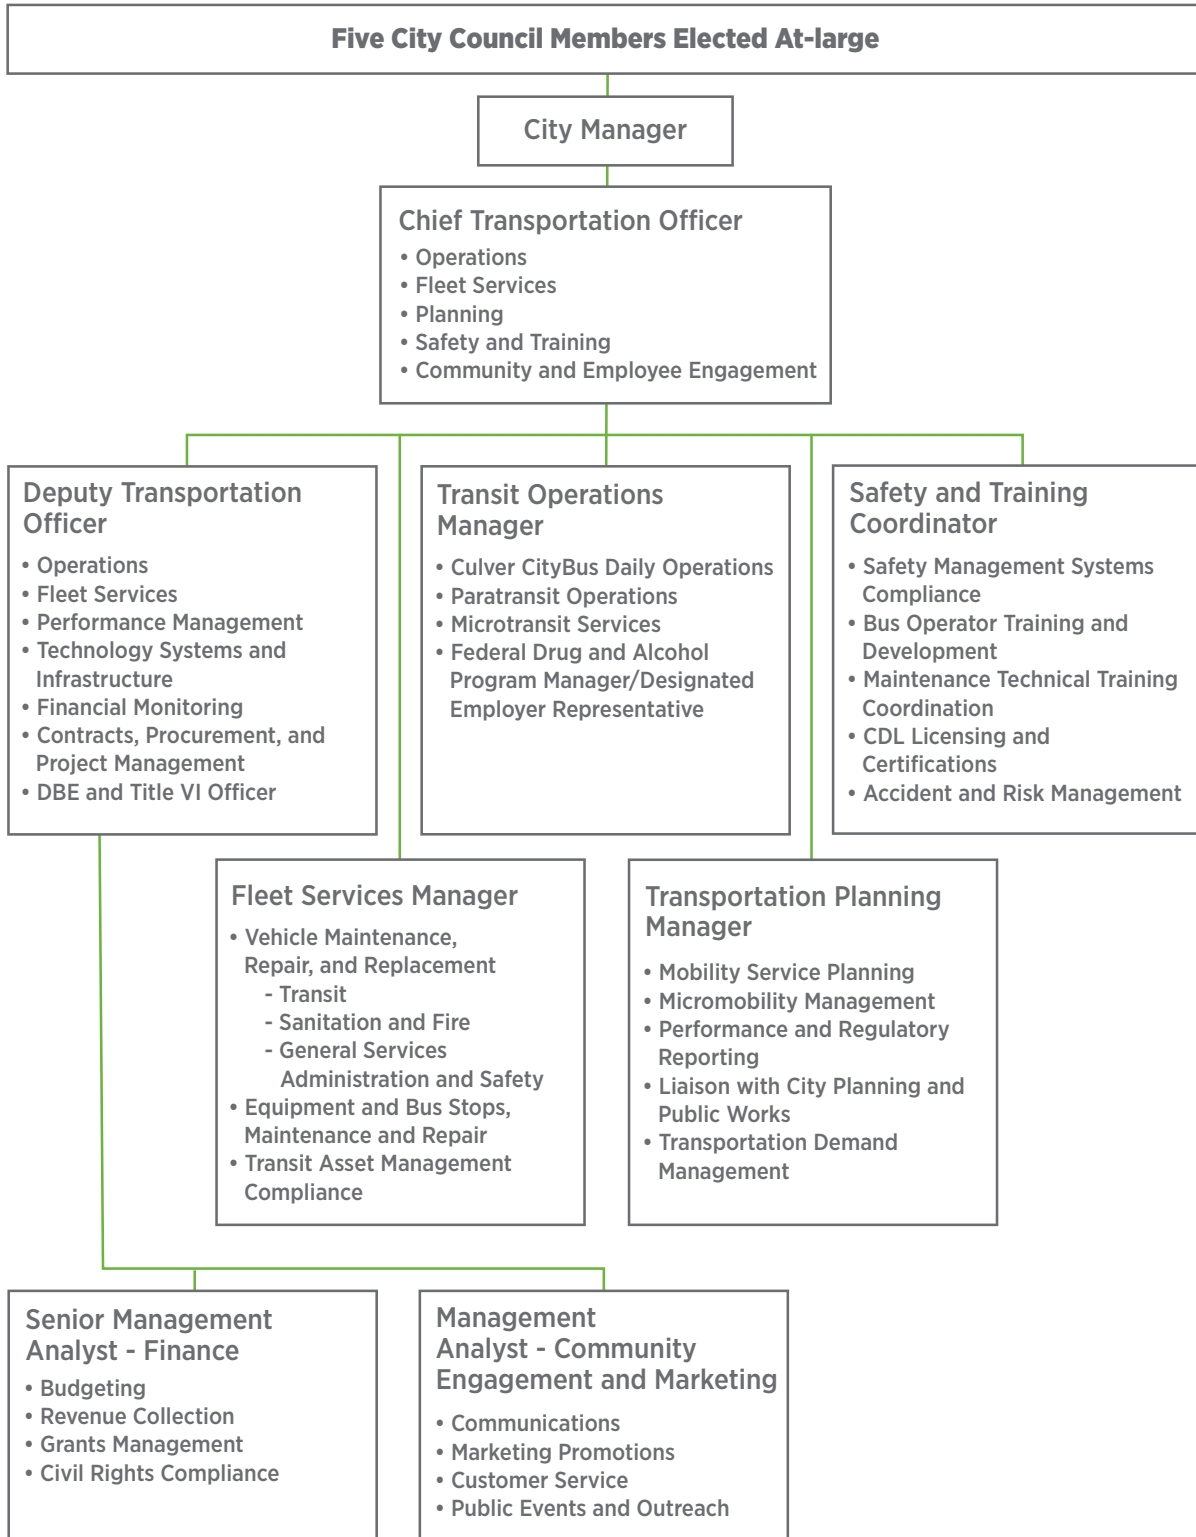 Five City Council Members Elected At-large
City Manager
Chief Transportation Officer
• Operations
• Fleet Services
• Planning
• Safety and Training
• Community and Employee Engagement
Deputy Transportation
Officer
• Operations
• Fleet Services
• Performance Management
• Technology Systems and
Infrastructure
• Financial Monitoring
• Contracts, Procurement, and
Project Management
• DBE and Title VI Officer
Transit Operations
Manager
• Culver CityBus Daily Operations
• Paratransit Operations
• Microtransit Services
• Federal Drug and Alcohol
Program Manager/Designated
Employer Representative
Safety and Training
Coordinator
• Safety Management Systems
Compliance
• Bus Operator Training and
Development
• Maintenance Technical Training
Coordination
• CDL Licensing and
Certifications
• Accident and Risk Management
Fleet Services Manager
• Vehicle Maintenance,
Repair, and Replacement
- Transit
- Sanitation and Fire
- General Services
Administration and Safety
• Equipment and Bus Stops,
Maintenance and Repair
• Transit Asset Management
Compliance
Transportation Planning
Manager
• Mobility Service Planning
• Micromobility Management
• Performance and Regulatory
Reporting
• Liaison with City Planning and
Public Works
• Transportation Demand
Management
Senior Management
Analyst - Finance
• Budgeting
• Revenue Collection
• Grants Management
• Civil Rights Compliance
Management
Analyst - Community
Engagement and Marketing
• Communications
• Marketing Promotions
• Customer Service
• Public Events and Outreach